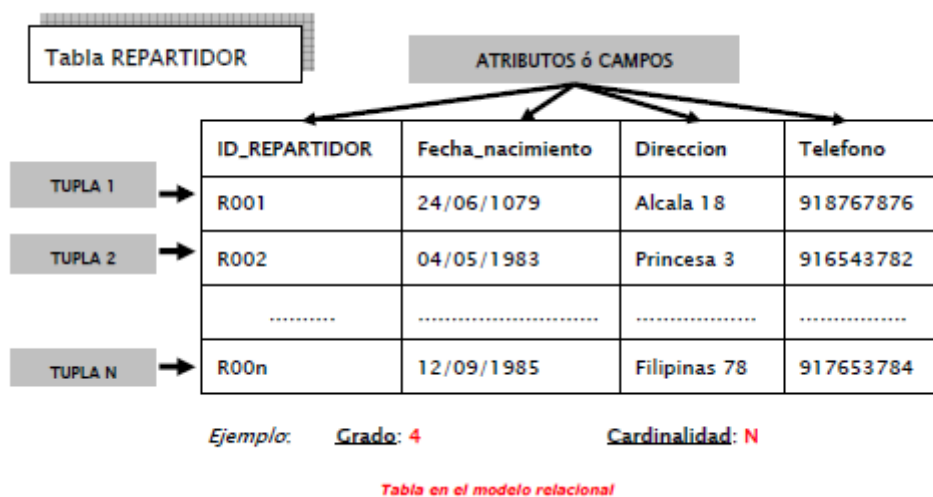 Tabla REPARTIDOR
ATRIBUTOS ó CAMPOS
ID_REPARTIDOR Fecha_nacimiento Direccion Telefono
TUPLA 1
R001 24/06/1079 Alcala 18 918767876
TUPLA 2
R002 04/05/1983 Princesa 3 916543782
.......... ........................... .................. ................
TUPLA N
R00n 12/09/1985 Filipinas 78 917653784
Ejemplo: Grado: 4 Cardinalidad: N
Tabla en el modelo relacional